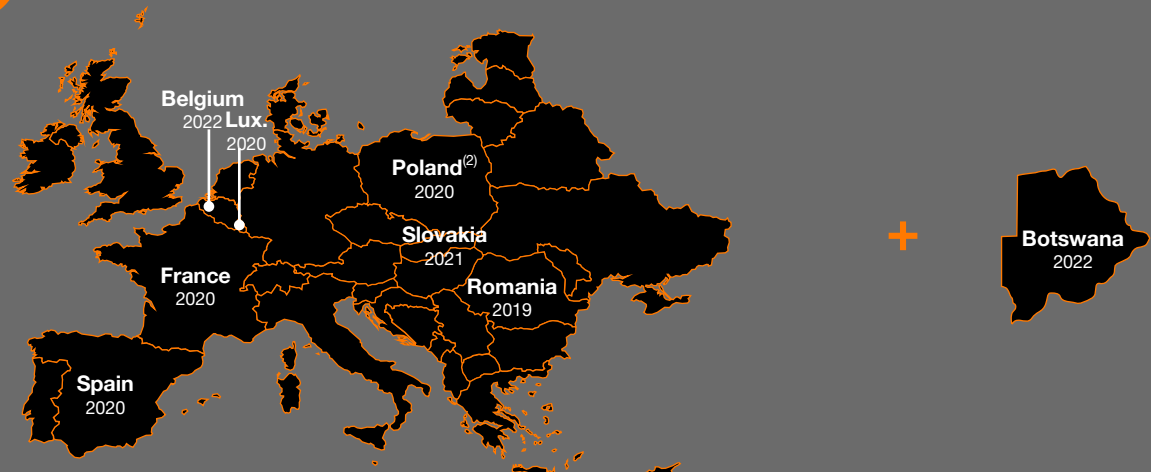 Belgium
2022
Lux.
2020
Poland(2)
2020
Slovakia
2021
France
2020
Romania
2019
Spain
2020
+
Botswana
2022